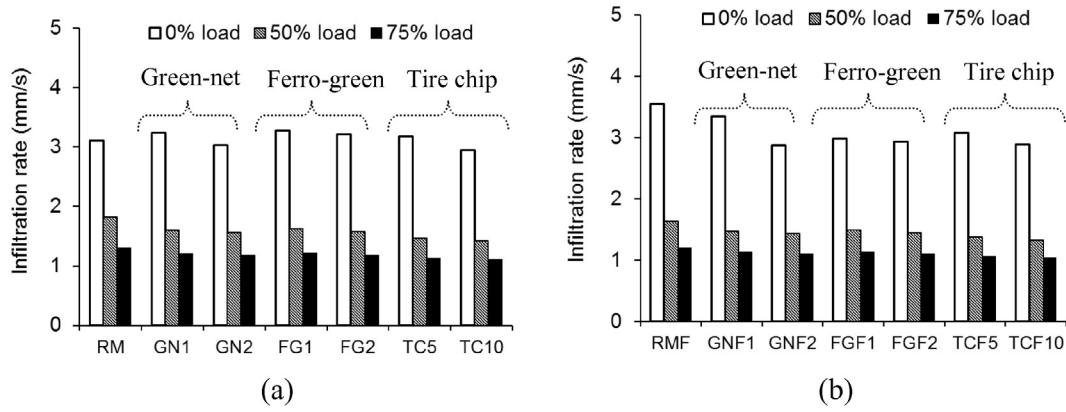 0% load 50% load 75% load
Green-net Ferro-green Tire chip
Infiltration rate (mm/s)
5
4
3
2
1
0
RM GN1 GN2 FG1 FG2 TC5 TC10
(a)
0% load 50% load 75% load
Green-net Ferro-green Tire chip
Infiltration rate (mm/s)
5
4
3
2
1
0
RMF GNF1 GNF2 FGF1 FGF2 TCF5 TCF10
(b)